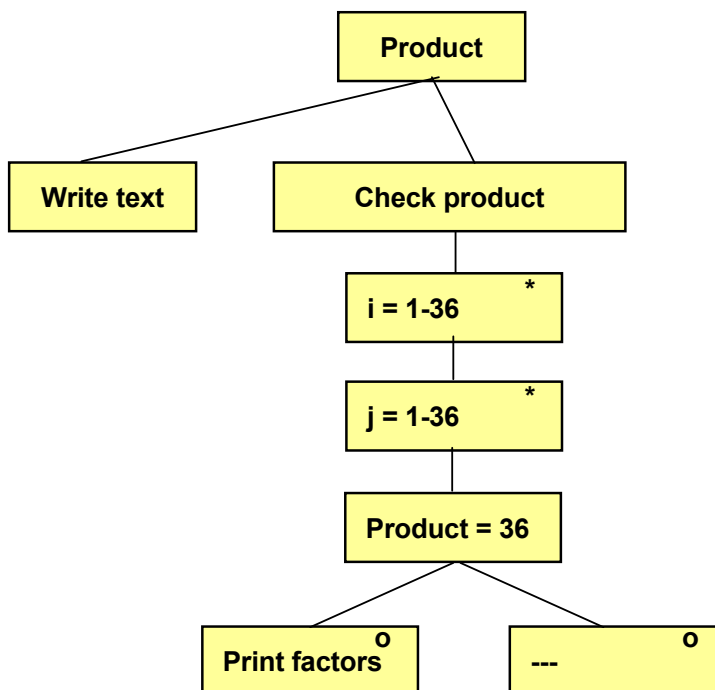 Product
Write text
Check product
*
i = 1-36
*
j = 1-36
Product = 36
o
Print factors
o
---